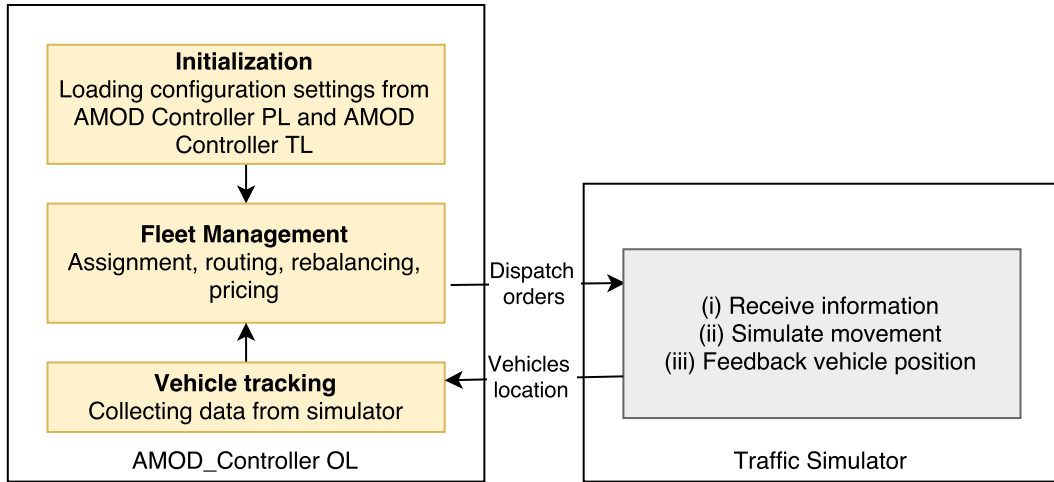 Initialization
Loading configuration settings from
AMOD Controller PL and AMOD
Controller TL
Fleet Management
Assignment, routing, rebalancing,
pricing
Dispatch
orders
(i) Receive information
(ii) Simulate movement
(iii) Feedback vehicle position
Vehicles
location
Vehicle tracking
Collecting data from simulator
AMOD_Controller OL
Traffic Simulator